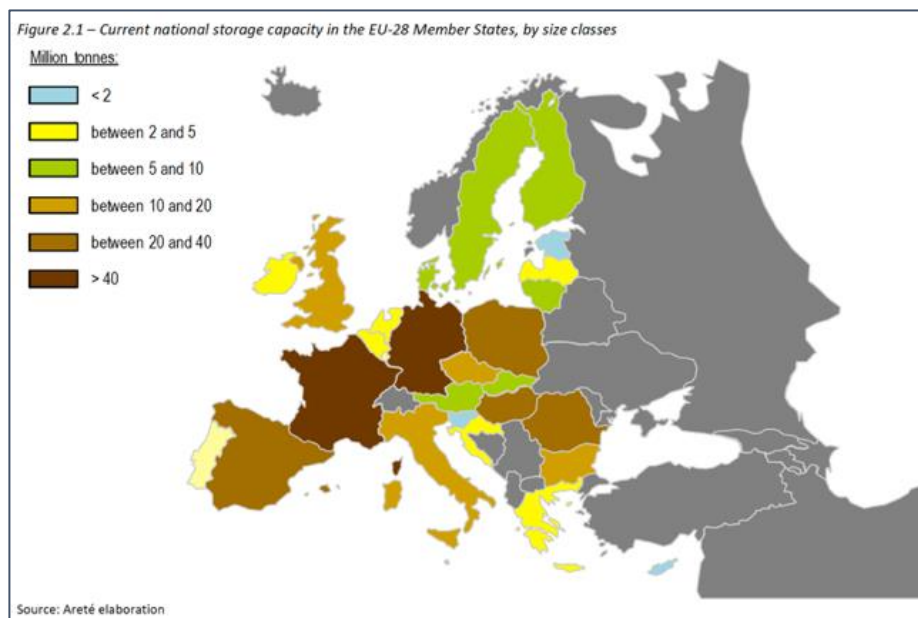 Figure 2.1 – Current national storage capacity in the EU-28 Member States, by size classes
Million tonnes:
< 2
between 2 and 5
between 5 and 10
between 10 and 20
between 20 and 40
> 40
Source: Areté elaboration